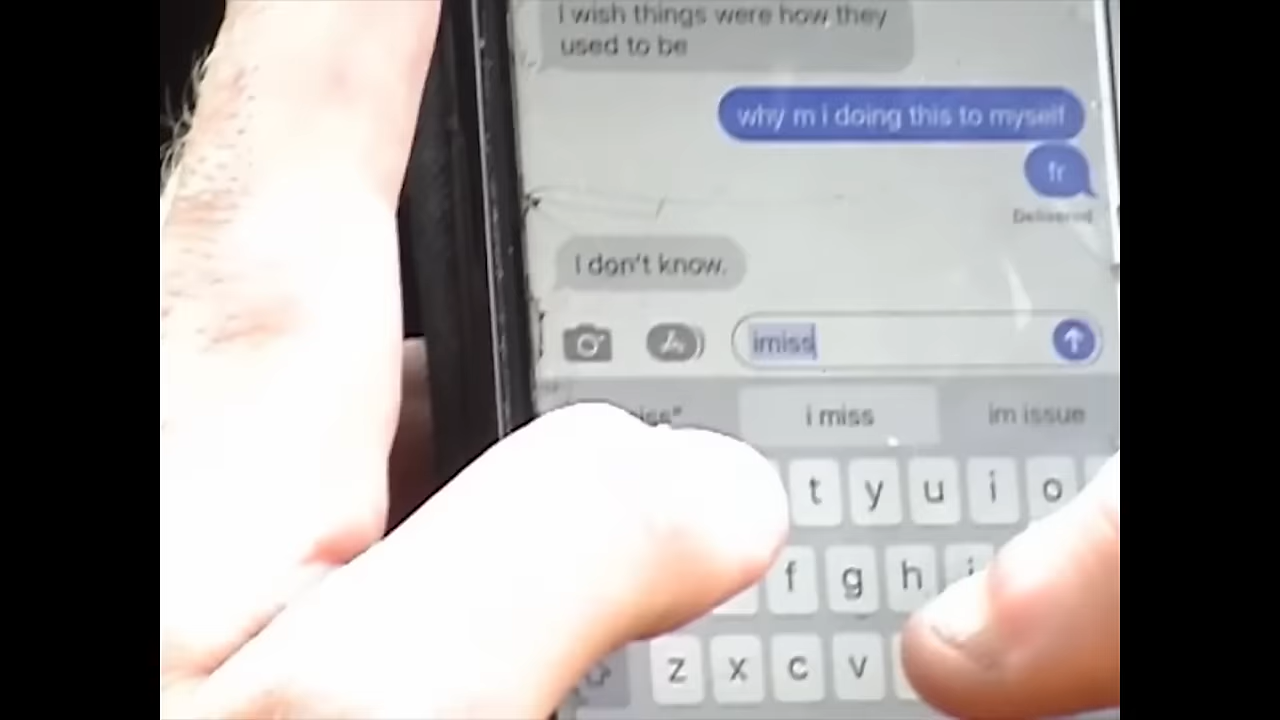 I wish things were how they
used to be
why m i doing this to myself
fr
Delivered
I don't know.
imiss
i miss
im issue
t y u i o
f g h
z x c v